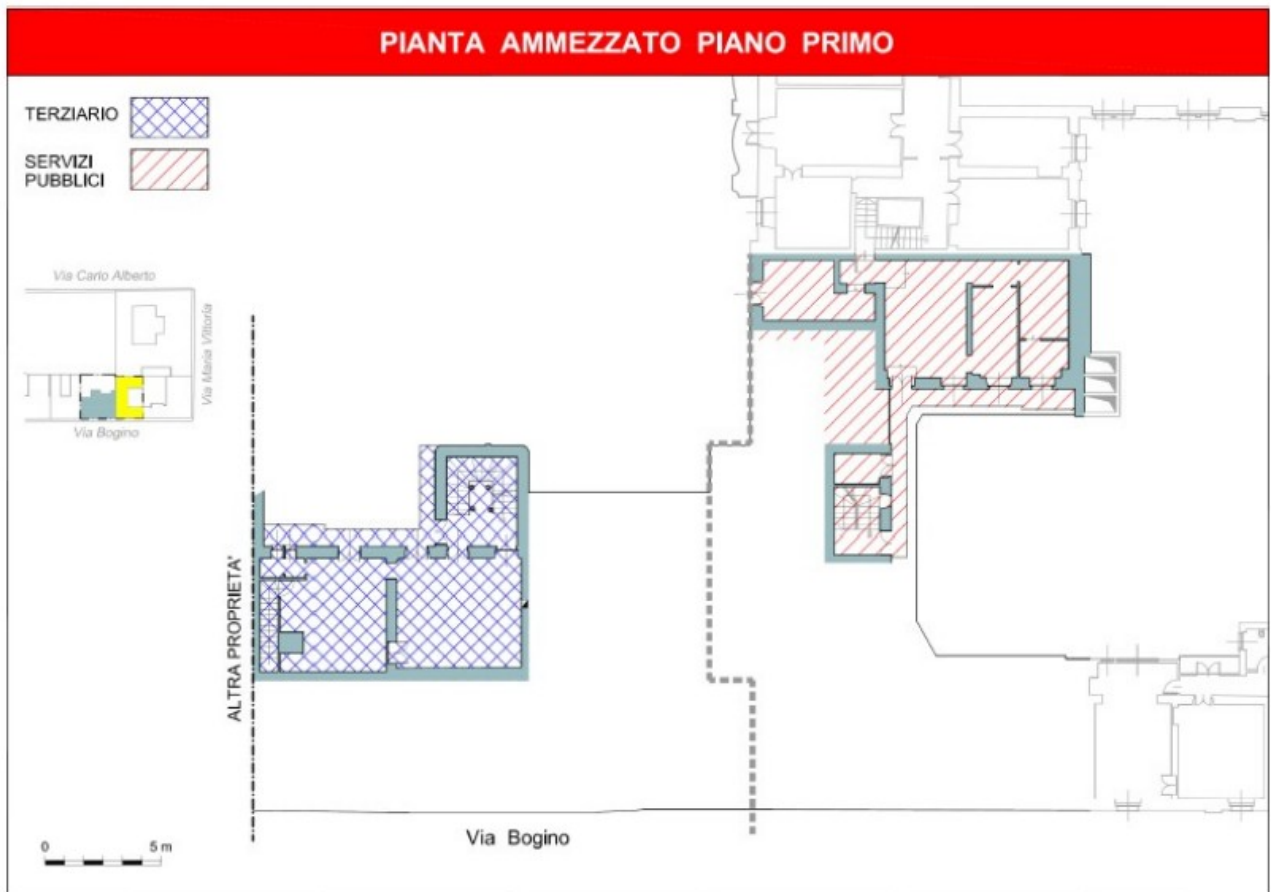 PIANTA AMMEZZATO PIANO PRIMO
TERZIARIO
SERVIZI
PUBBLICI
Via Carlo Alberto
Via Maria Vittoria
Via Bogino
ALTRA PROPRIETA'
Via Bogino
0 5 m